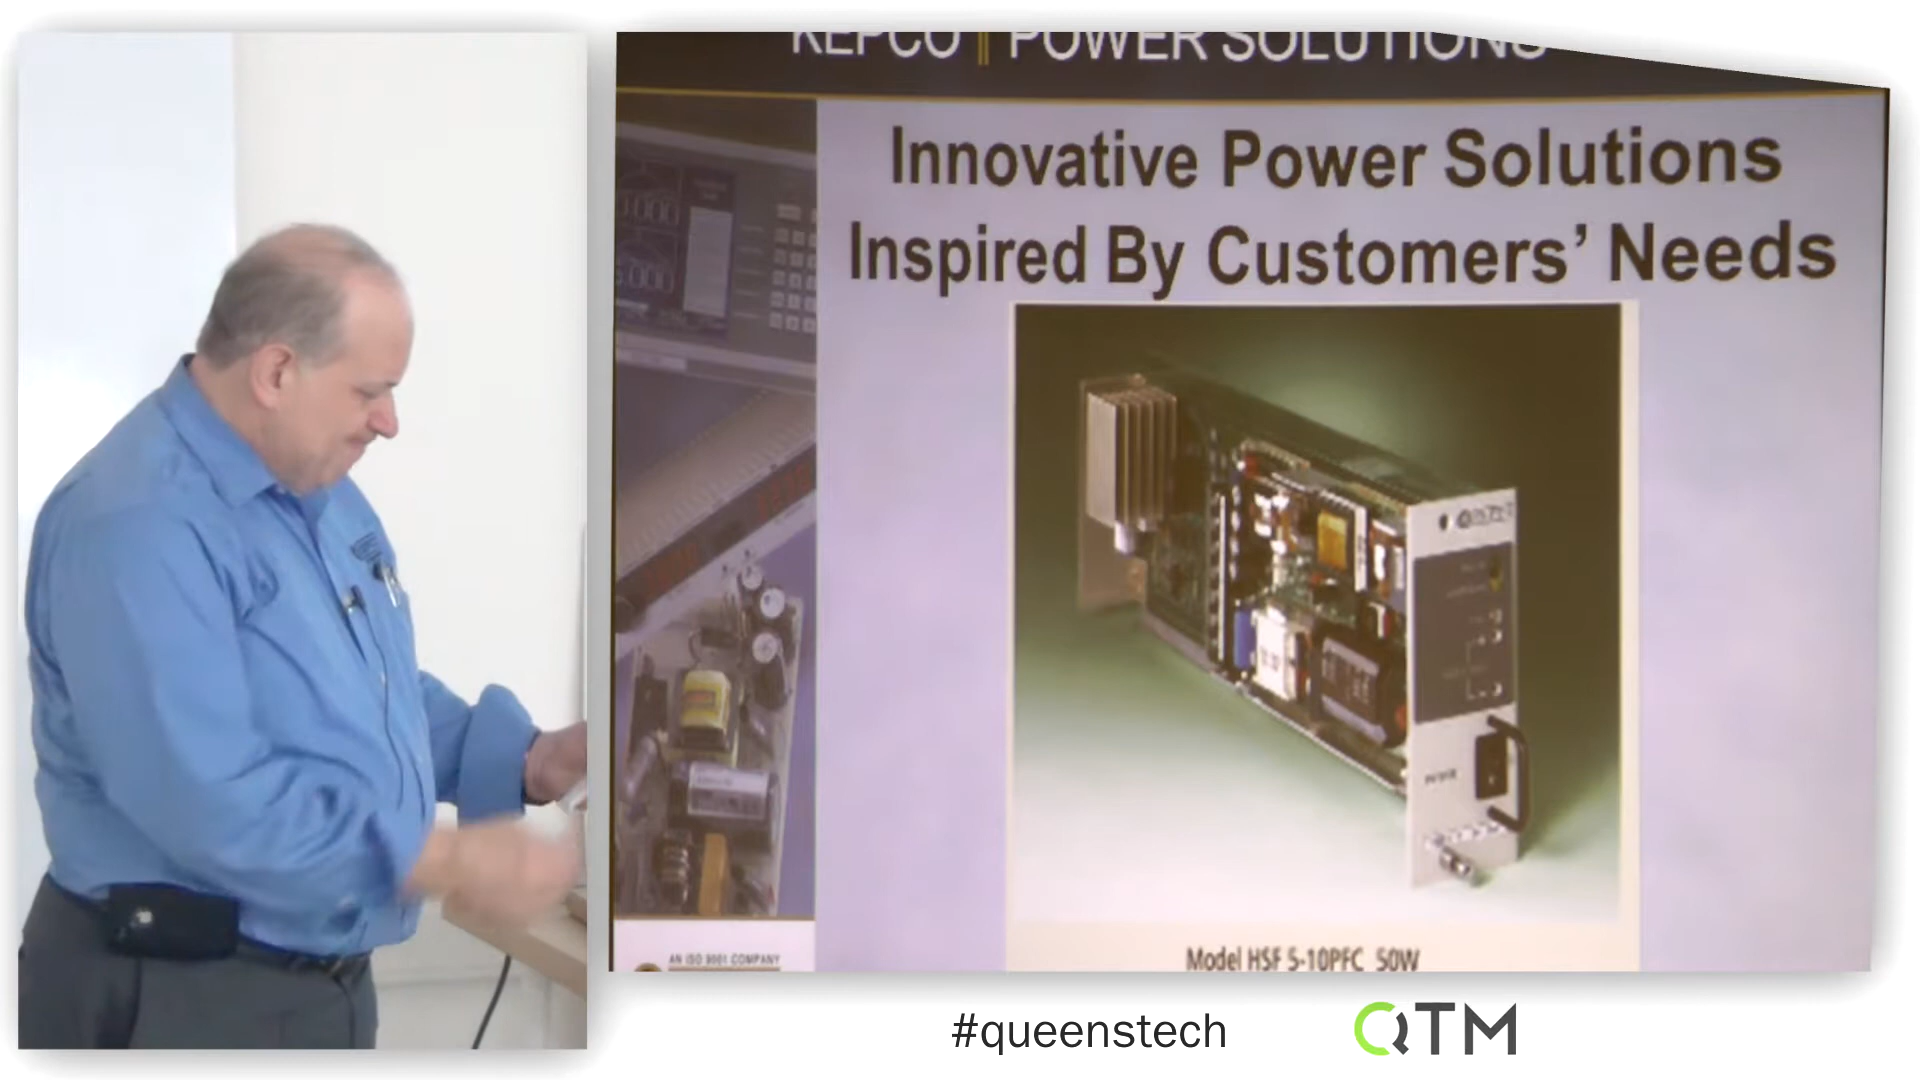 KEPCO || POWER SOLUTIONS
Innovative Power Solutions
Inspired By Customers’ Needs
POWER
Model HSF 5-10PFC 50W
AN ISO 9001 COMPANY
#queenstech
QTM